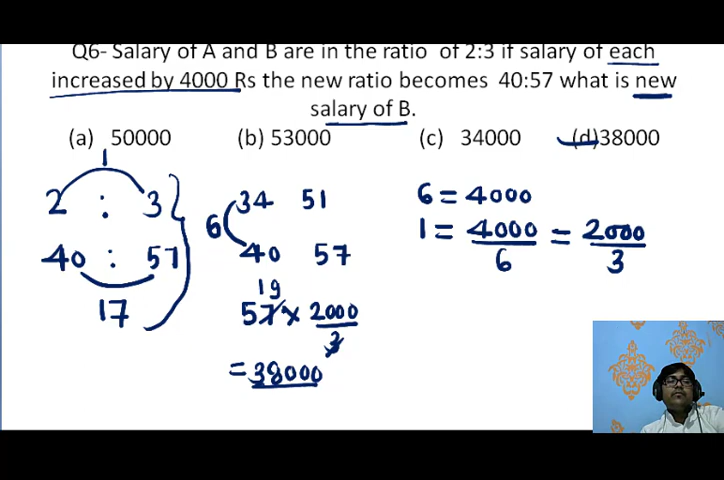 Q6- Salary of A and B are in the ratio of 2:3 if salary of each
increased by 4000 Rs the new ratio becomes 40:57 what is new
salary of B.
(a) 50000 (b) 53000 (c) 34000 (d)38000
1
2 : 3
40 : 57
17
34 51
6
40 57
19
57 × 2000
3
= 38000
6 = 4000
1 = 4000 = 2000
6 3